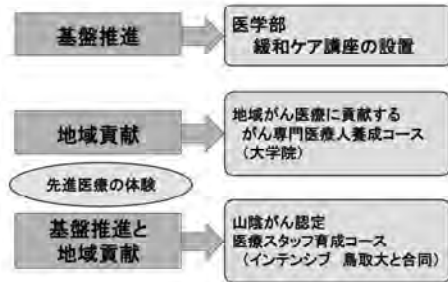 基盤推進
医学部
緩和ケア講座の設置
地域貢献
地域がん医療に貢献する
がん専門医療人養成コース
（大学院）
先進医療の体験
基盤推進と
地域貢献
山陰がん認定
医療スタッフ育成コース
（インテンシブ　鳥取大と合同）